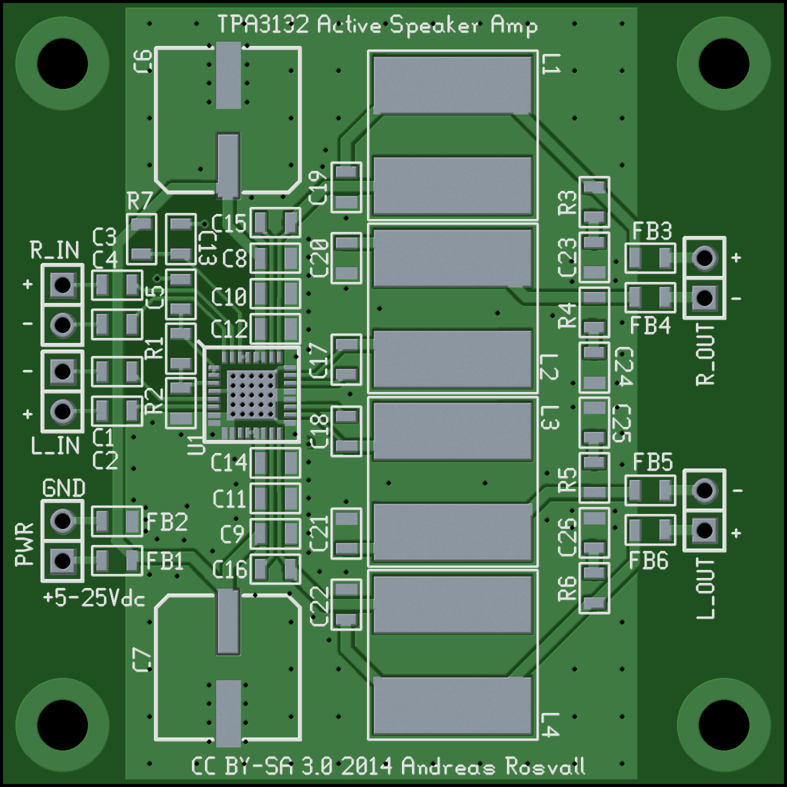 TPA3132 Active Speaker Amp
C6
L1
C19
R7
R3
C15
C3
C13
FB3
R_IN
C4
C8
C20
C23
+
+
C5
C10
-
R4
-
C12
FB4
R1
C17
R_OUT
-
L2
C24
R2
+
L3
C18
C25
L_IN
C1
U1
C2
C14
FB5
GND
R5
-
C11
FB2
PWR
C9
C21
C26
+
FB1
C16
FB6
+5-25Vdc
C22
R6
L_OUT
C7
L4
CC BY-SA 3.0 2014 Andreas Rosvall